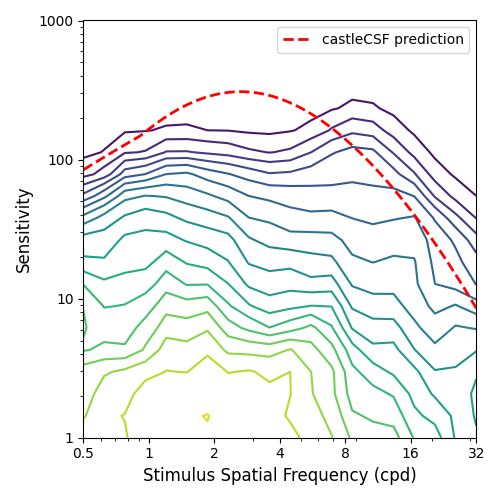 1000
castleCSF prediction
100
Sensitivity
10
1
0.5 1 2 4 8 16 32
Stimulus Spatial Frequency (cpd)